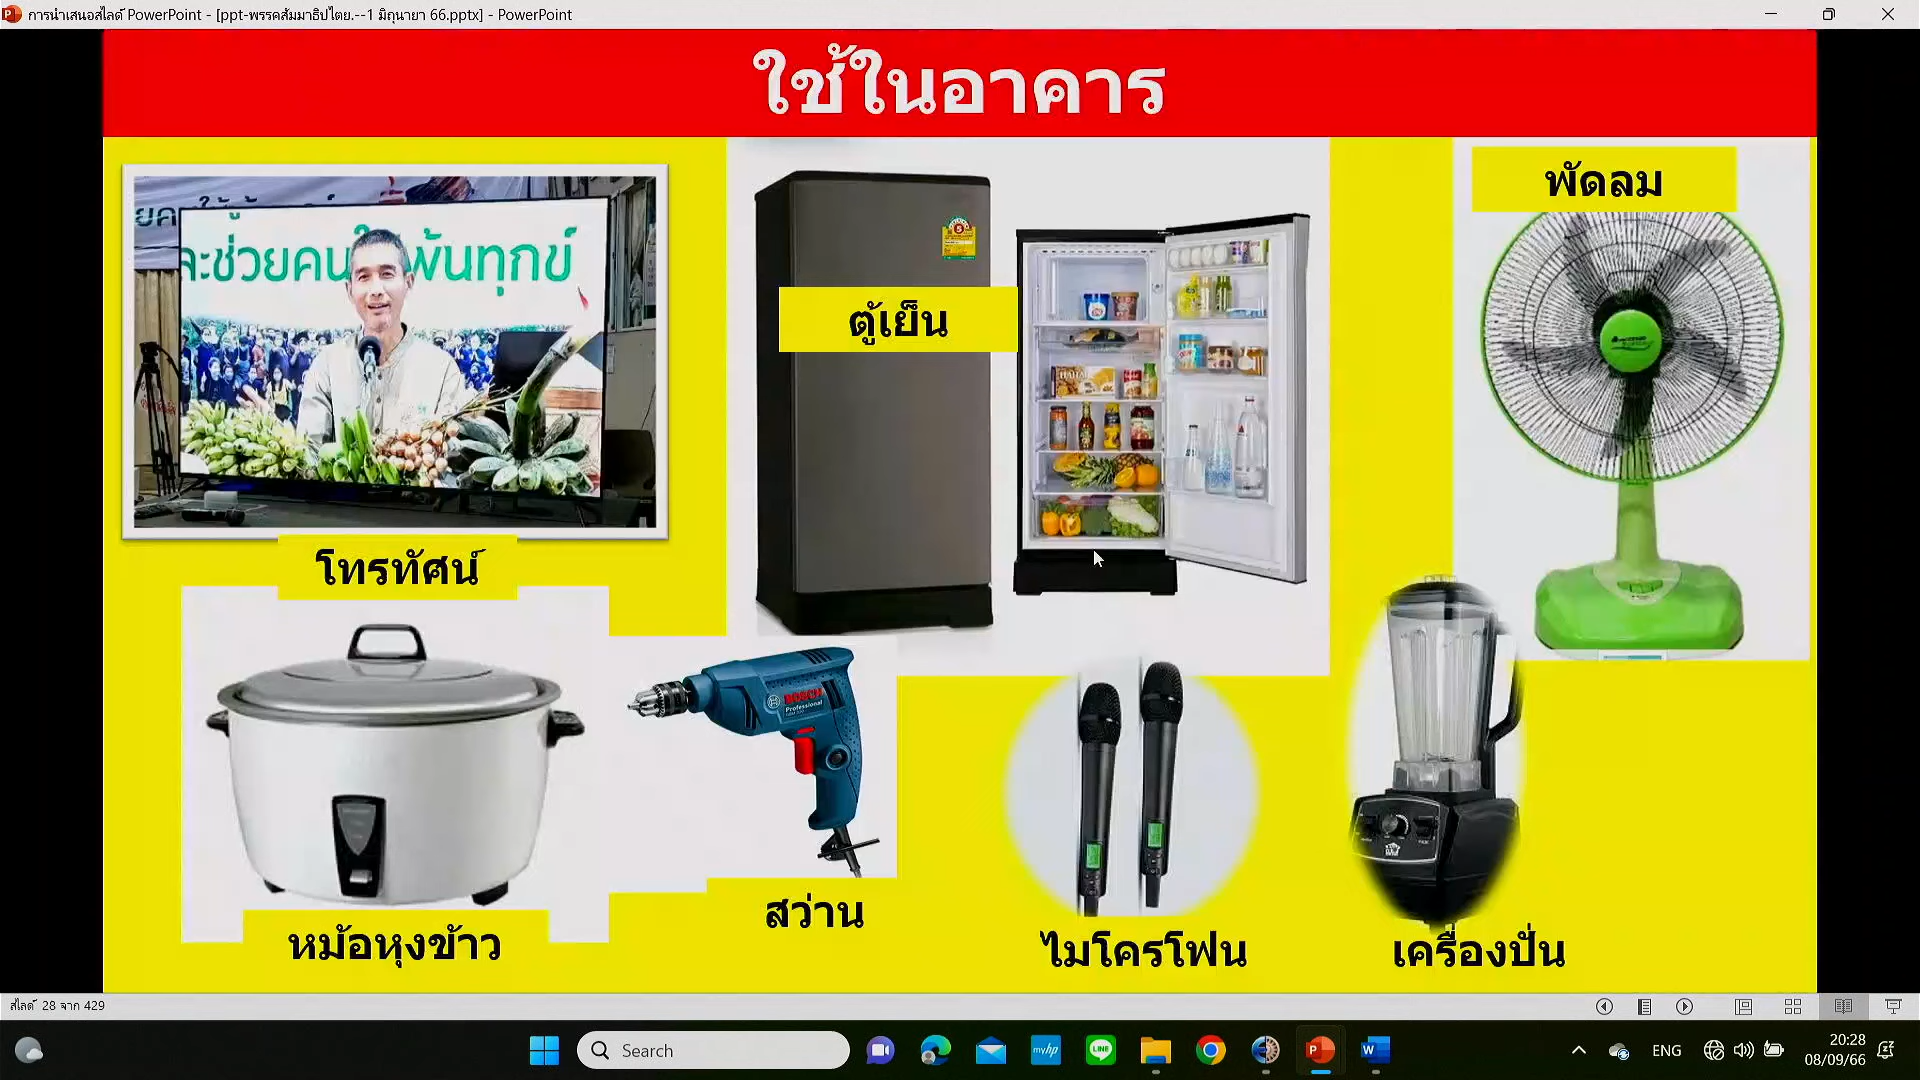 การนำเสนอสไลด์ PowerPoint - [ppt-พรรคสัมมาธิปไตย.--1 มิถุนายา 66.pptx] - PowerPoint
ใช้ในอาคาร
พัดลม
ละช่วยคน พ้นทุกข์
5
ตู้เย็น
โทรทัศน์
BOSCH
Professional
หม้อหุงข้าว
สว่าน
ไมโครโฟน
เครื่องปั่น
สไลด์ 28 จาก 429
Search
myhp
LINE
ENG
20:28
08/09/66